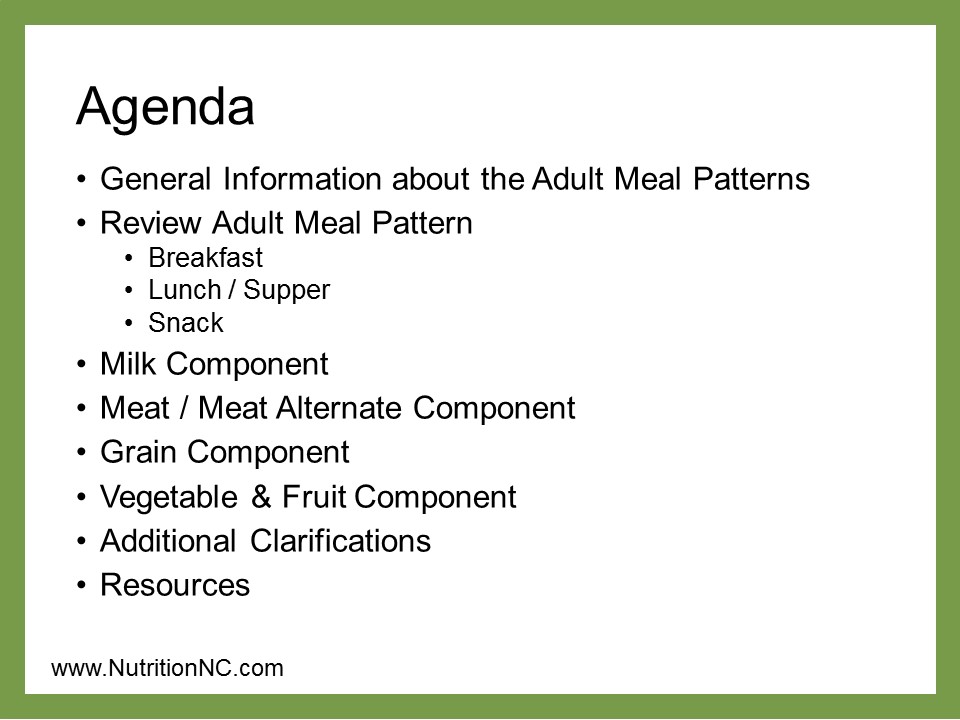 Agenda
• General Information about the Adult Meal Patterns
• Review Adult Meal Pattern
• Breakfast
• Lunch / Supper
• Snack
• Milk Component
• Meat / Meat Alternate Component
• Grain Component
• Vegetable & Fruit Component
• Additional Clarifications
• Resources
www.NutritionNC.com